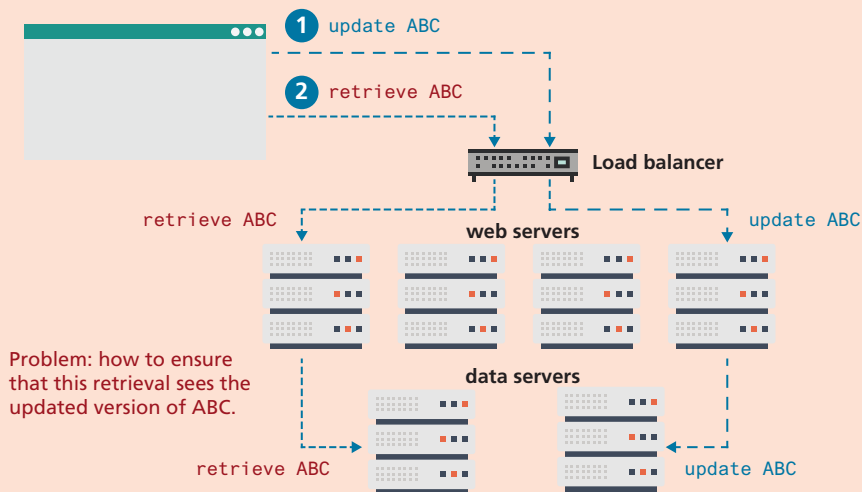 1 update ABC
2 retrieve ABC
Load balancer
retrieve ABC
update ABC
web servers
Problem: how to ensure
that this retrieval sees the
updated version of ABC.
data servers
retrieve ABC
update ABC